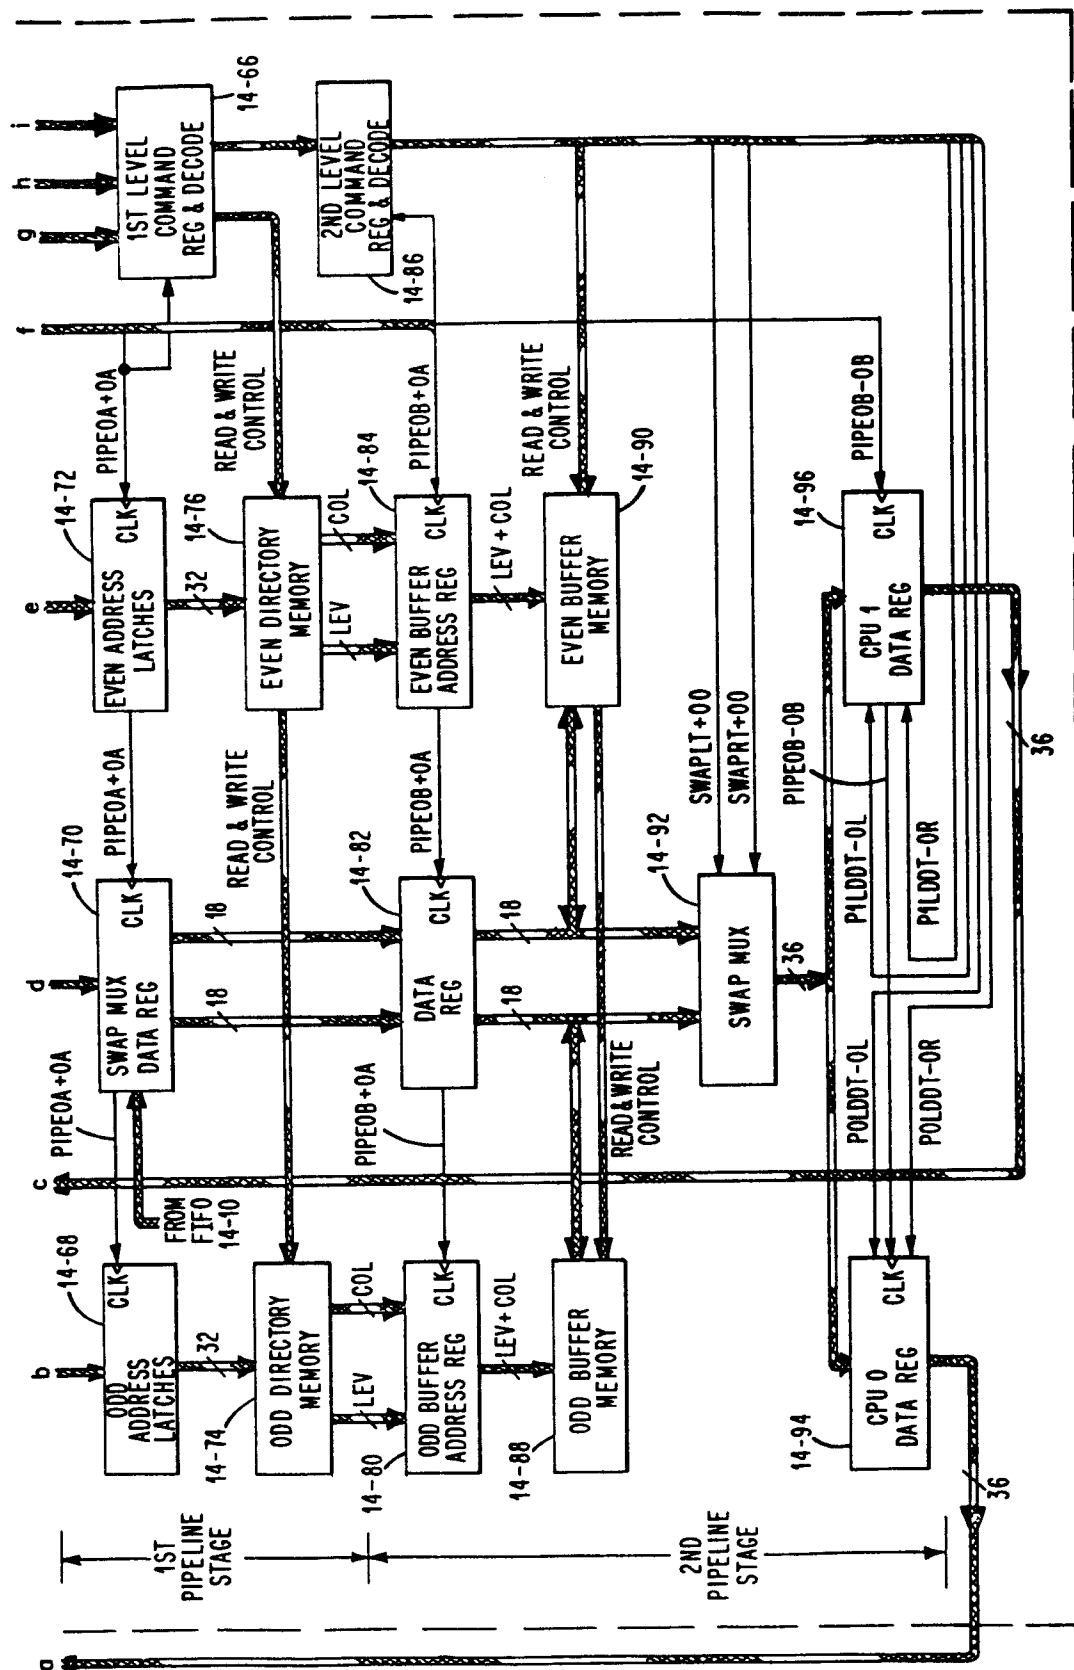 a
b
c
d
e
f
g
h
i
1ST
PIPELINE
STAGE
2ND
PIPELINE
STAGE
14-68
ODD
ADDRESS
LATCHES
CLK
PIPE0A+0A
FROM
FIFO
14-10
14-70
SWAP MUX
DATA REG
CLK
PIPE0A+0A
14-72
EVEN ADDRESS
LATCHES
CLK
PIPE0A+0A
14-66
1ST LEVEL
COMMAND
REG & DECODE
32
18
18
32
READ & WRITE
CONTROL
READ & WRITE
CONTROL
14-74
ODD DIRECTORY
MEMORY
14-76
EVEN DIRECTORY
MEMORY
14-86
2ND LEVEL
COMMAND
REG & DECODE
LEV
COL
LEV
COL
14-80
ODD BUFFER
ADDRESS REG
CLK
PIPE0B+0A
14-82
DATA
REG
CLK
PIPE0B+0A
14-84
EVEN BUFFER
ADDRESS REG
CLK
PIPE0B+0A
LEV+COL
18
18
LEV+COL
READ & WRITE
CONTROL
14-88
ODD BUFFER
MEMORY
READ & WRITE
CONTROL
14-90
EVEN BUFFER
MEMORY
14-92
SWAP MUX
SWAPLT+00
SWAPRT+00
36
14-94
CPU 0
DATA REG
CLK
P0LDDT-0L
P0LDDT-0R
PIPE0B-0B
P1LDDT-0L
P1LDDT-0R
14-96
CPU 1
DATA REG
CLK
PIPE0B-0B
36
36